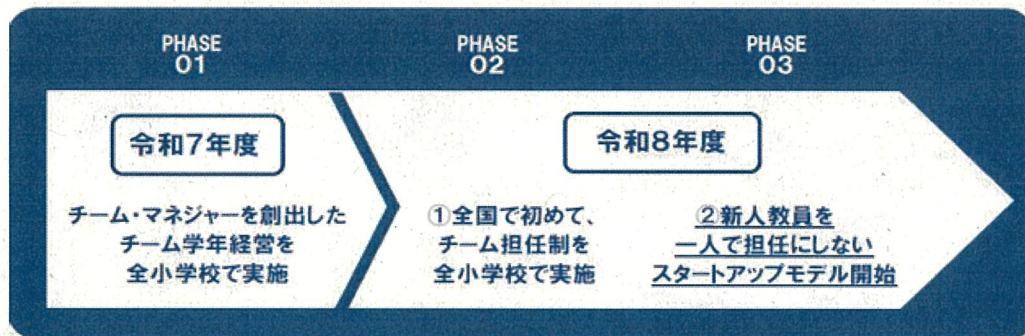 PHASE
01
PHASE
02
PHASE
03
令和7年度
令和8年度
チーム・マネジャーを創出した
チーム学年経営を
全小学校で実施
①全国で初めて、
チーム担任制を
全小学校で実施
②新人教員を
一人で担任にしない
スタートアップモデル開始